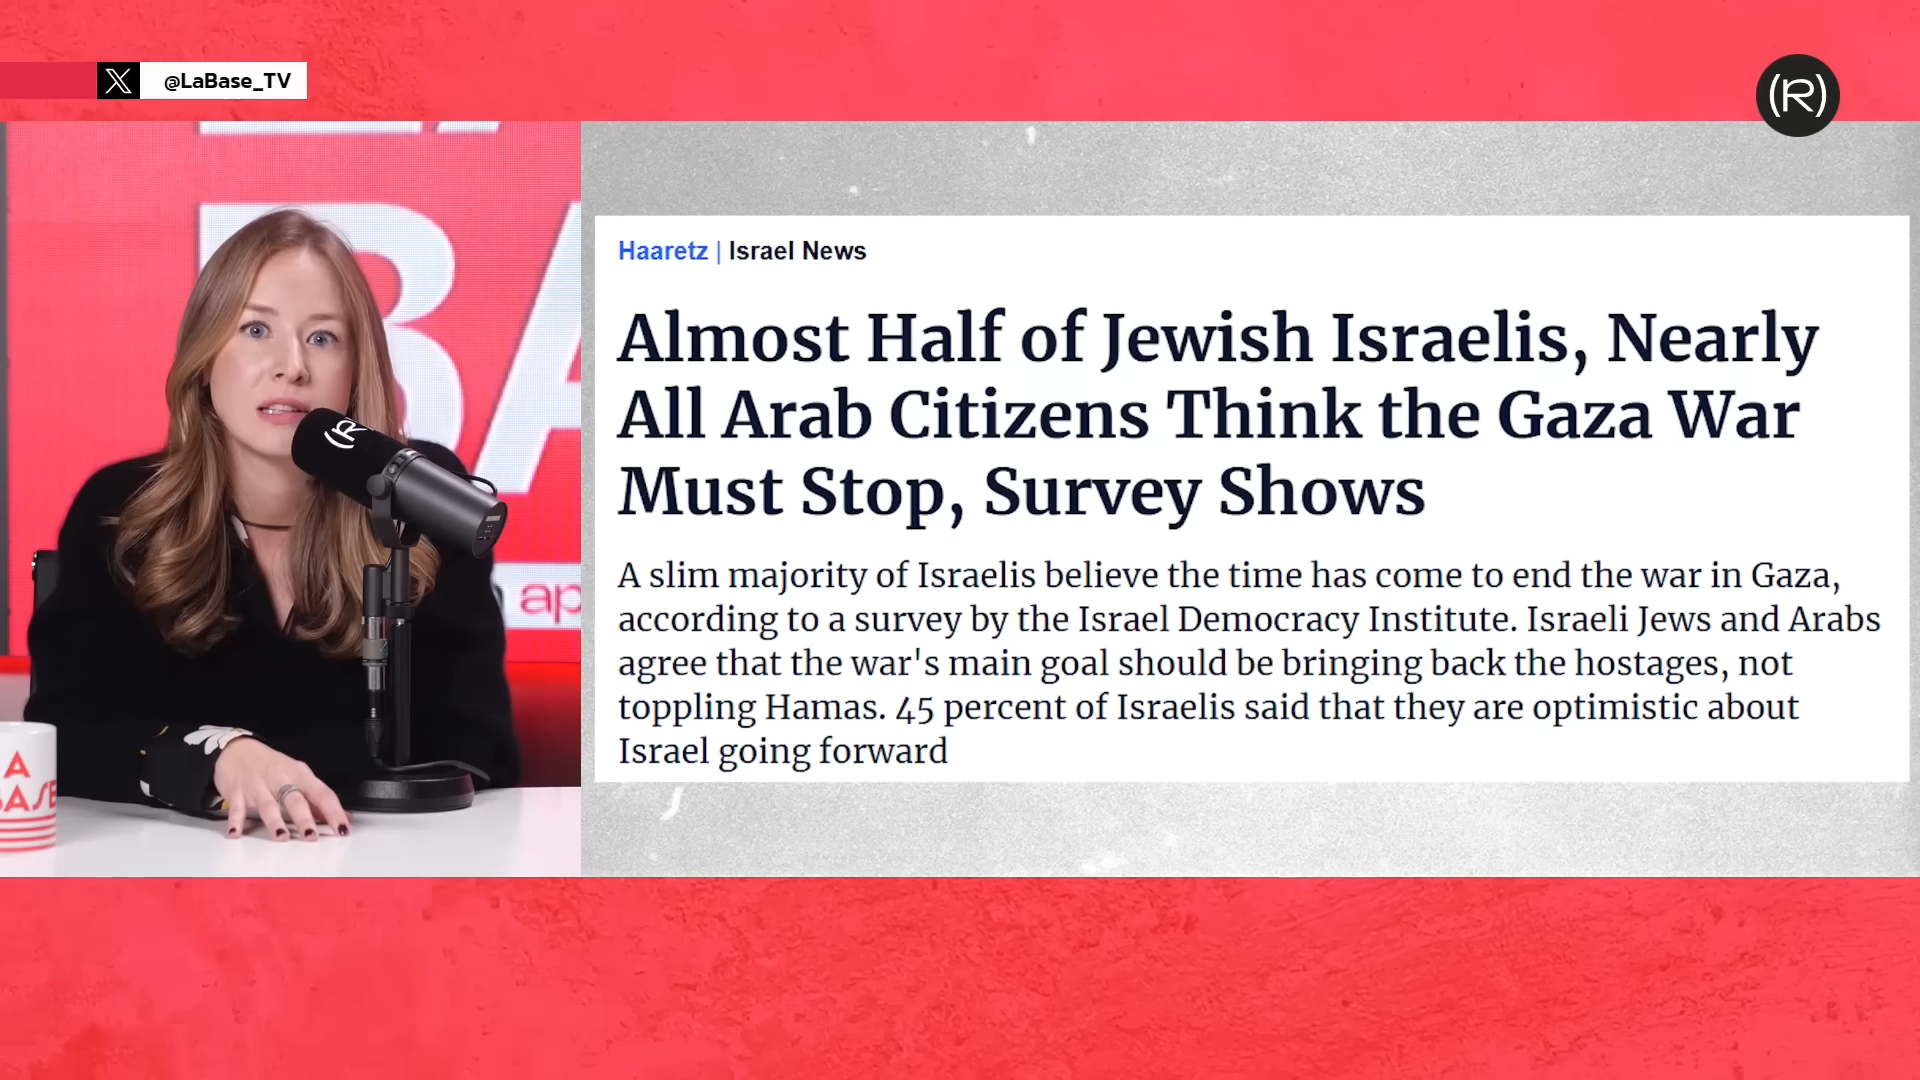 @LaBase_TV
(R)
BA
ap
(R
A
BASE
Haaretz | Israel News
Almost Half of Jewish Israelis, Nearly
All Arab Citizens Think the Gaza War
Must Stop, Survey Shows
A slim majority of Israelis believe the time has come to end the war in Gaza,
according to a survey by the Israel Democracy Institute. Israeli Jews and Arabs
agree that the war's main goal should be bringing back the hostages, not
toppling Hamas. 45 percent of Israelis said that they are optimistic about
Israel going forward